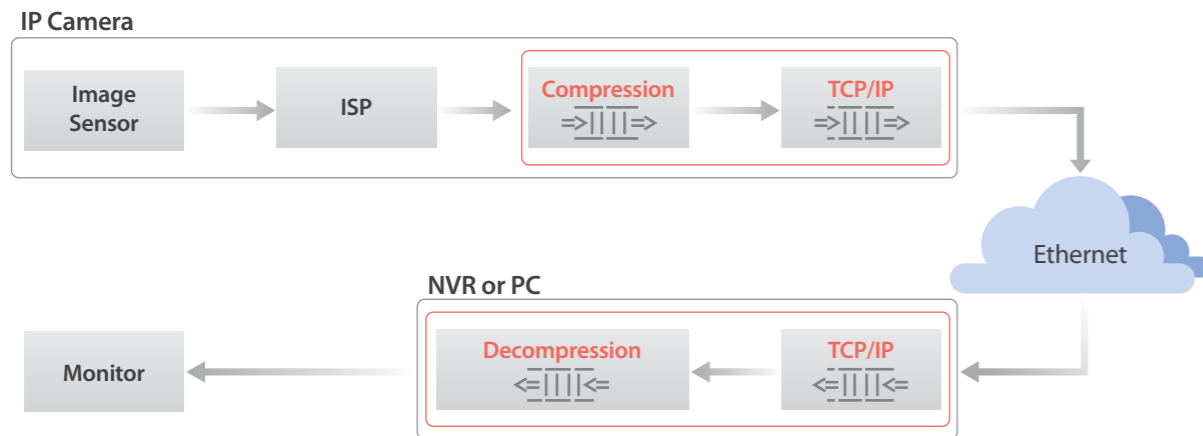 IP Camera
Image
Sensor
ISP
Compression
TCP/IP
Ethernet
NVR or PC
Monitor
Decompression
TCP/IP